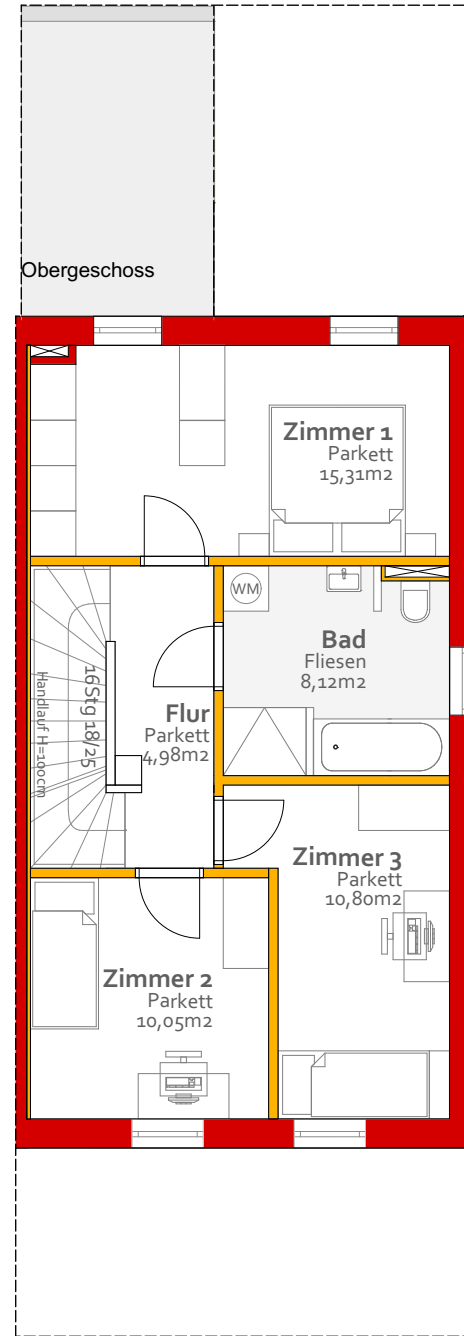 Obergeschoss
Zimmer 1
Parkett
15,31m2
WM
Bad
Fliesen
8,12m2
16Stg 18/25
Handlauf H=100cm
Flur
Parkett
4,98m2
Zimmer 3
Parkett
10,80m2
Zimmer 2
Parkett
10,05m2